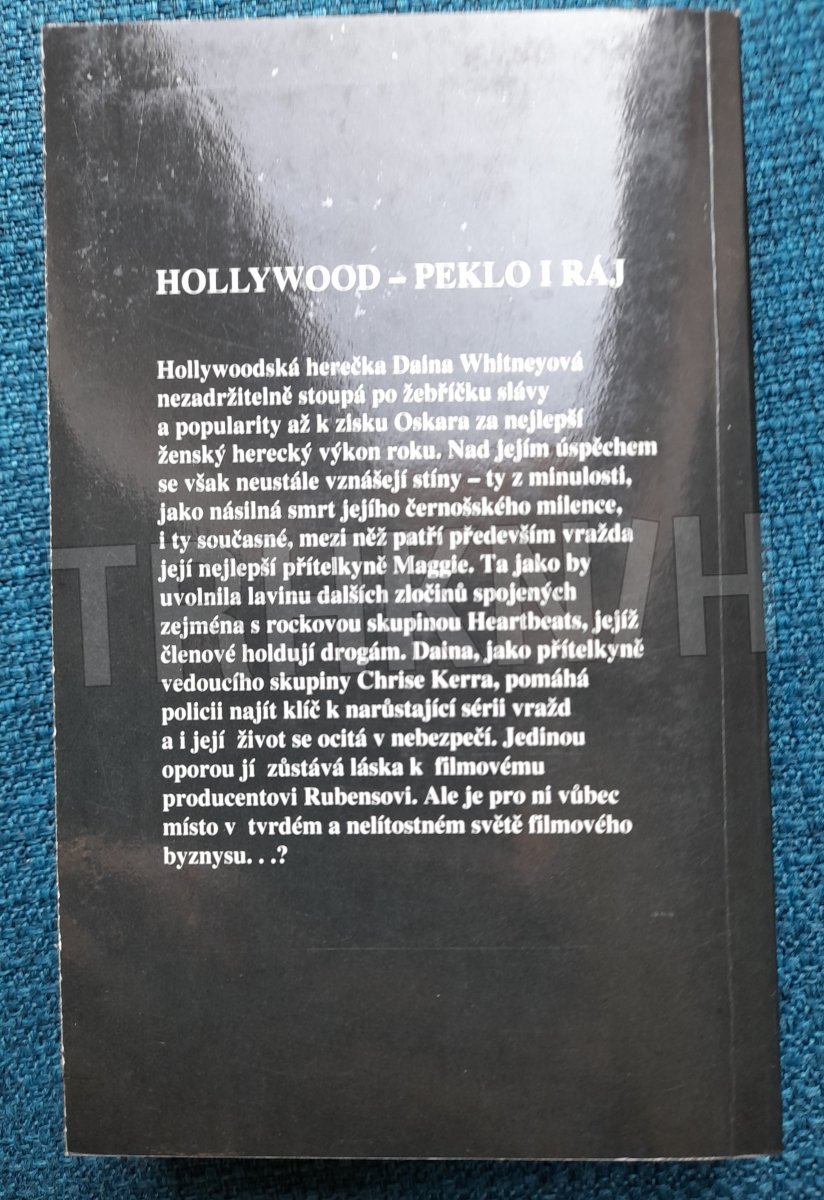 HOLLYWOOD – PEKLO I RÁJ
Hollywoodská herečka Daina Whitneyová
nezadržitelně stoupá po žebříčku slávy
a popularity až k zisku Oskara za nejlepší
ženský herecký výkon roku. Nad jejím úspěchem
se však neustále vznášejí stíny – ty z minulosti,
jako násilná smrt jejího černošského milence,
i ty současné, mezi něž patří především vražda
její nejlepší přítelkyně Maggie. Ta jako by
uvolnila lavinu dalších zločinů spojených
zejména s rockovou skupinou Heartbeats, jejíž
členové holdují drogám. Daina, jako přítelkyně
vedoucího skupiny Chrise Kerra, pomáhá
policii najít klíč k narůstající sérii vražd
a i její život se ocitá v nebezpečí. Jedinou
oporou jí zůstává láska k filmovému
producentovi Rubensovi. Ale je pro ni vůbec
místo v tvrdém a nelítostném světě filmového
byznysu. . .?